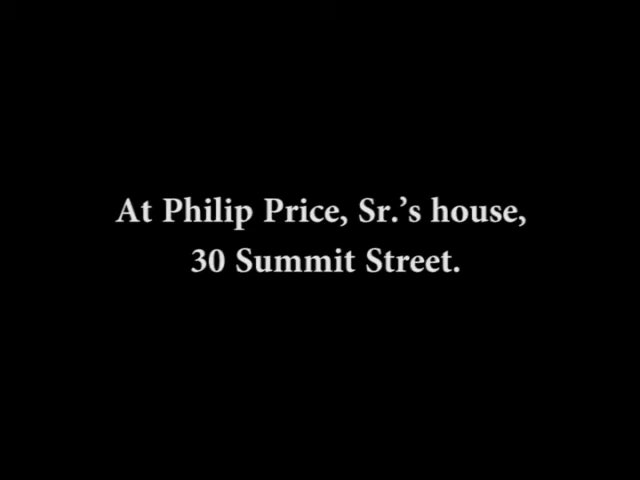 At Philip Price, Sr.’s house,
30 Summit Street.